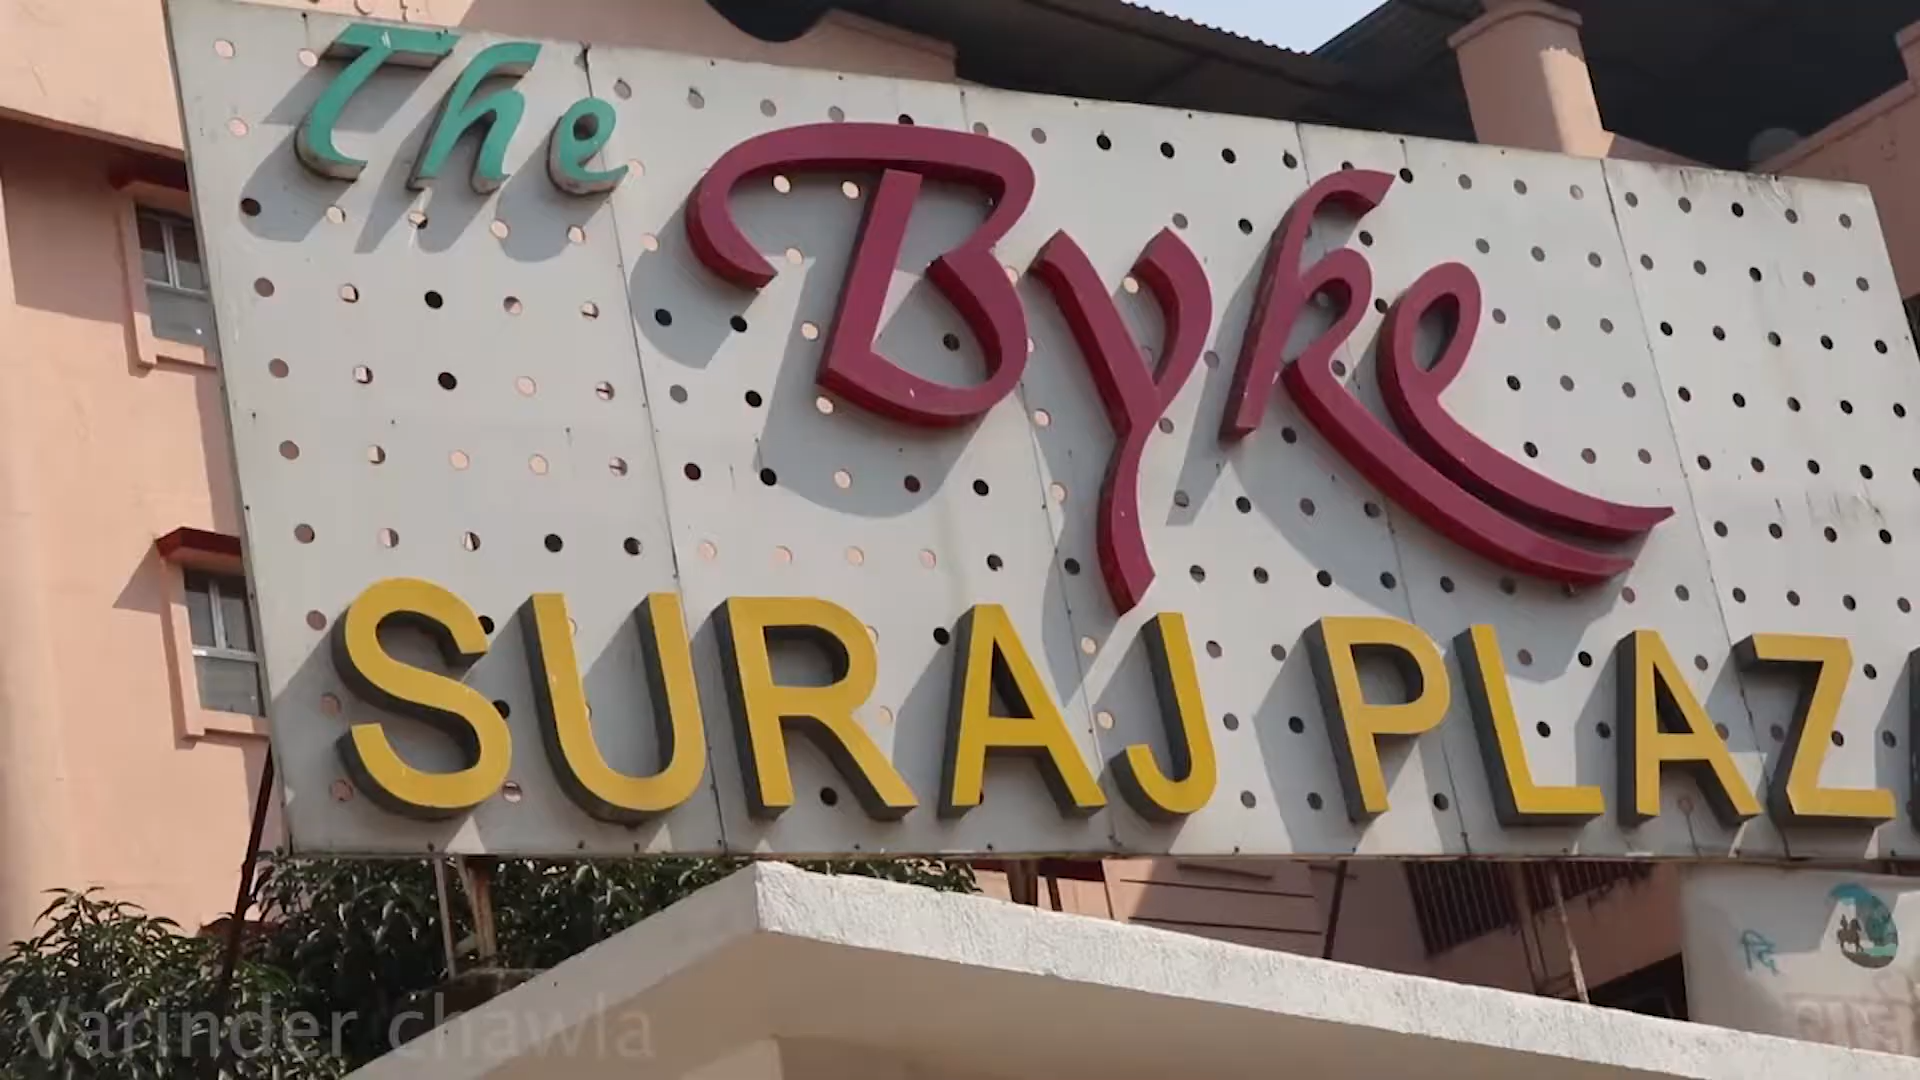 The
Byke
SURAJ PLAZ
दि
Varinder chawla